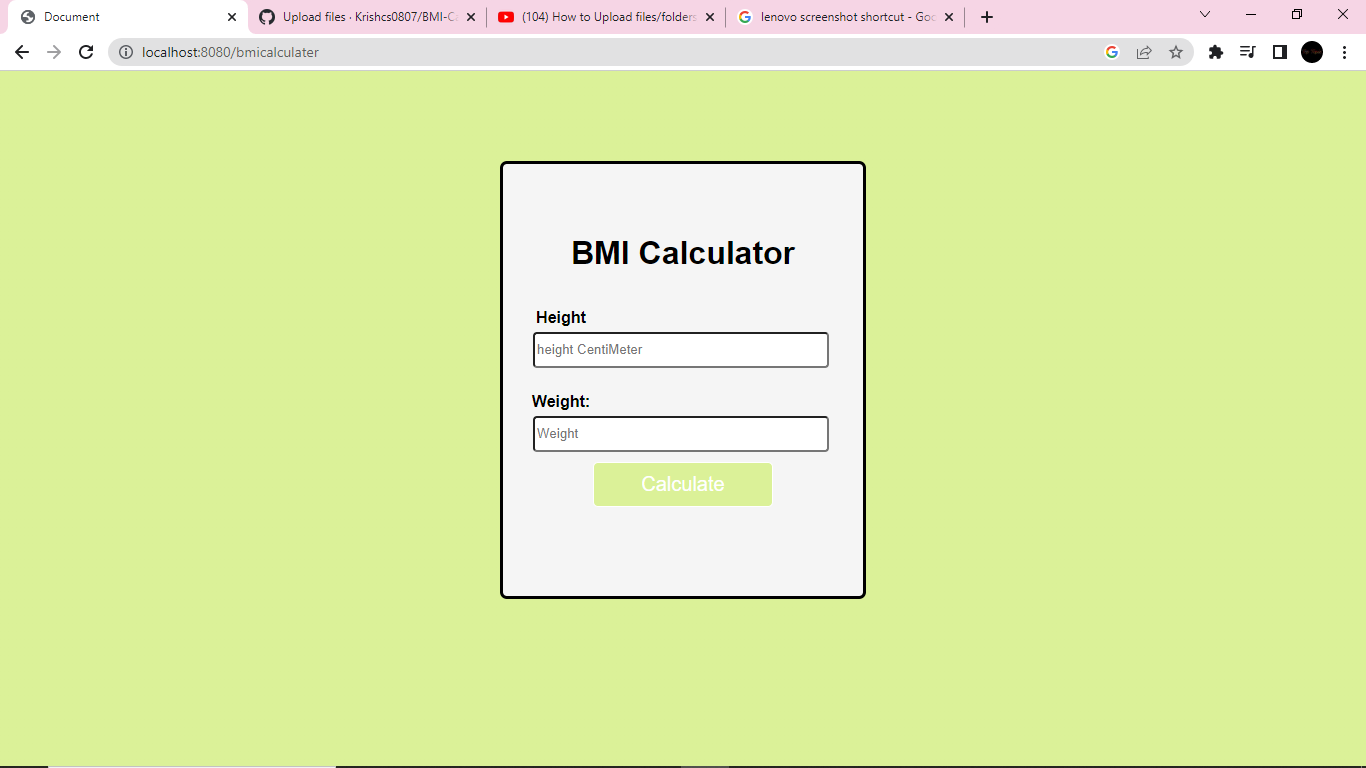 Document
Upload files · Krishcs0807/BMI-Ca
(104) How to Upload files/folders
lenovo screenshot shortcut - Goo
localhost:8080/bmicalculater
BMI Calculator
Height
height CentiMeter
Weight:
Weight
Calculate